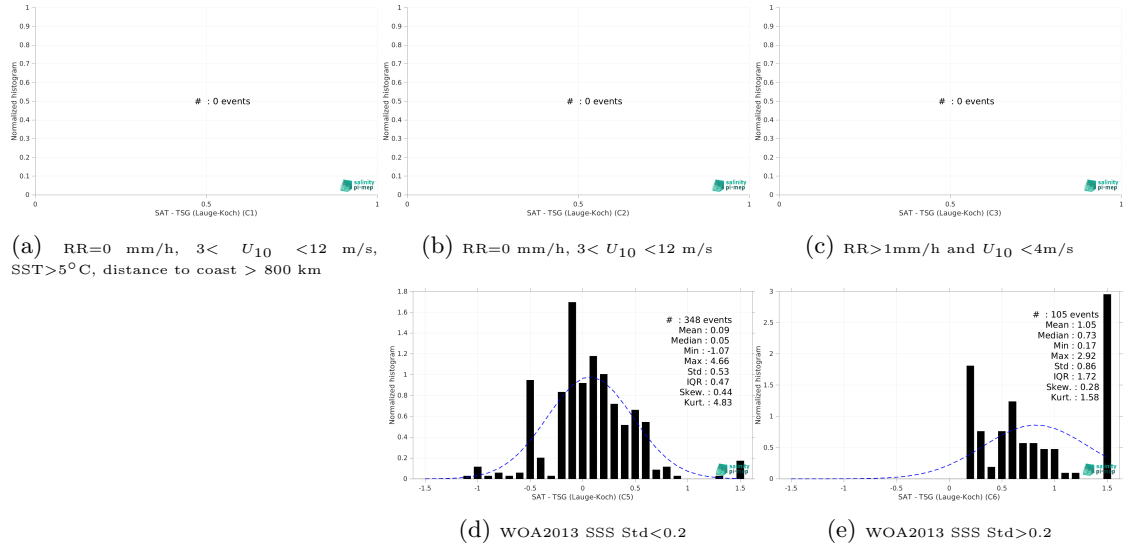 1
0.9
0.8
0.7
0.6
0.5
0.4
0.3
0.2
0.1
0
Normalized histogram
# : 0 events
salinity
pi-mep
0 0.5 1
SAT - TSG (Lauge-Koch) (C1)
(a) RR=0 mm/h, 3< U10 <12 m/s,
SST>5°C, distance to coast > 800 km
1
0.9
0.8
0.7
0.6
0.5
0.4
0.3
0.2
0.1
0
Normalized histogram
# : 0 events
salinity
pi-mep
0 0.5 1
SAT - TSG (Lauge-Koch) (C2)
(b) RR=0 mm/h, 3< U10 <12 m/s
1
0.9
0.8
0.7
0.6
0.5
0.4
0.3
0.2
0.1
0
Normalized histogram
# : 0 events
salinity
pi-mep
0 0.5 1
SAT - TSG (Lauge-Koch) (C3)
(c) RR>1mm/h and U10 <4m/s
1.8
1.6
1.4
1.2
1
0.8
0.6
0.4
0.2
0
Normalized histogram
# : 348 events
Mean : 0.09
Median : 0.05
Min : -1.07
Max : 4.66
Std : 0.53
IQR : 0.47
Skew. : 0.44
Kurt. : 4.83
salinity
pi-mep
-1.5 -1 -0.5 0 0.5 1 1.5
SAT - TSG (Lauge-Koch) (C5)
(d) WOA2013 SSS Std<0.2
3
2.5
2
1.5
1
0.5
0
Normalized histogram
# : 105 events
Mean : 1.05
Median : 0.73
Min : 0.17
Max : 2.92
Std : 0.86
IQR : 1.72
Skew. : 0.28
Kurt. : 1.58
salinity
pi-mep
-1.5 -1 -0.5 0 0.5 1 1.5
SAT - TSG (Lauge-Koch) (C6)
(e) WOA2013 SSS Std>0.2